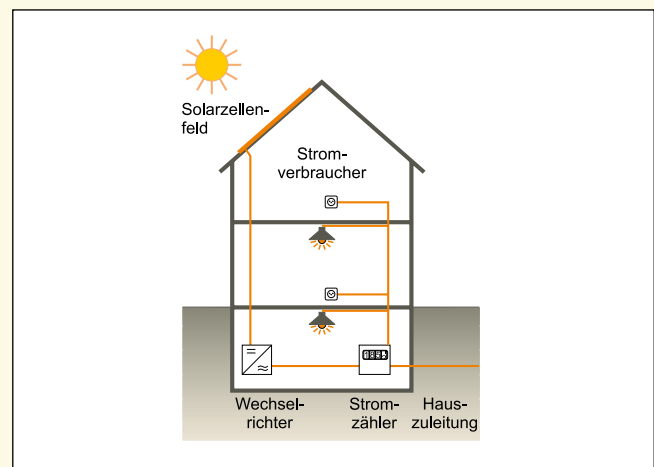 Solarzellen-
feld
Strom-
verbraucher
Wechsel-
richter
Strom-
zähler
Haus-
zuleitung